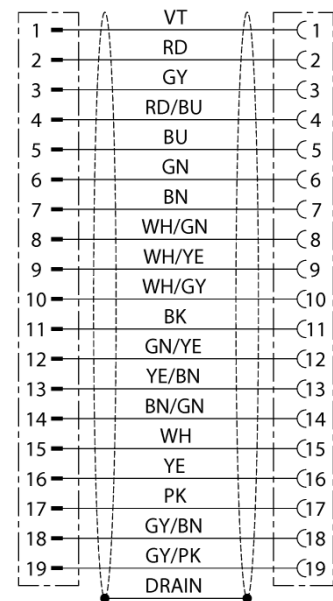 VT
1 1
RD
2 2
GY
3 3
RD/BU
4 4
BU
5 5
GN
6 6
BN
7 7
WH/GN
8 8
WH/YE
9 9
WH/GY
10 10
BK
11 11
GN/YE
12 12
YE/BN
13 13
BN/GN
14 14
WH
15 15
YE
16 16
PK
17 17
GY/BN
18 18
GY/PK
19 19
DRAIN